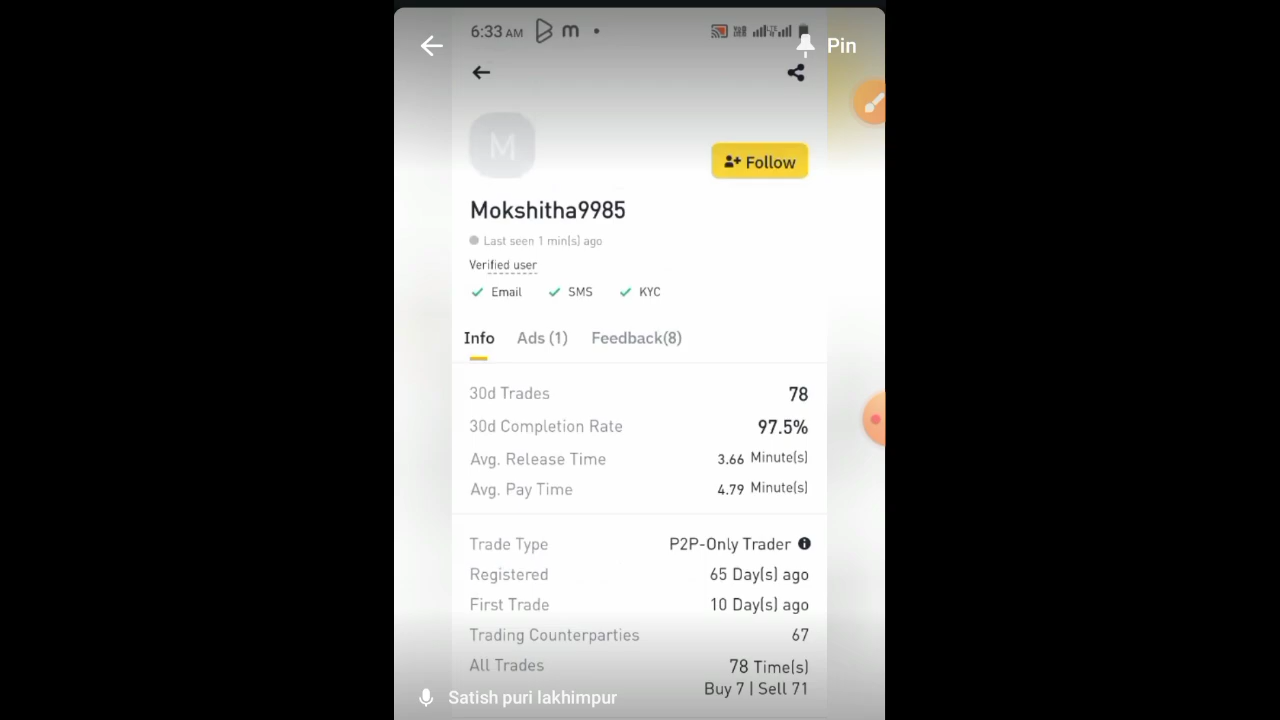 6:33 AM m
Pin
M
Follow
Mokshitha9985
Last seen 1 min(s) ago
Verified user
Email SMS KYC
Info Ads (1) Feedback(8)
30d Trades 78
30d Completion Rate 97.5%
Avg. Release Time 3.66 Minute(s)
Avg. Pay Time 4.79 Minute(s)
Trade Type P2P-Only Trader
Registered 65 Day(s) ago
First Trade 10 Day(s) ago
Trading Counterparties 67
All Trades 78 Time(s)
Buy 7 | Sell 71
Satish puri lakhimpur